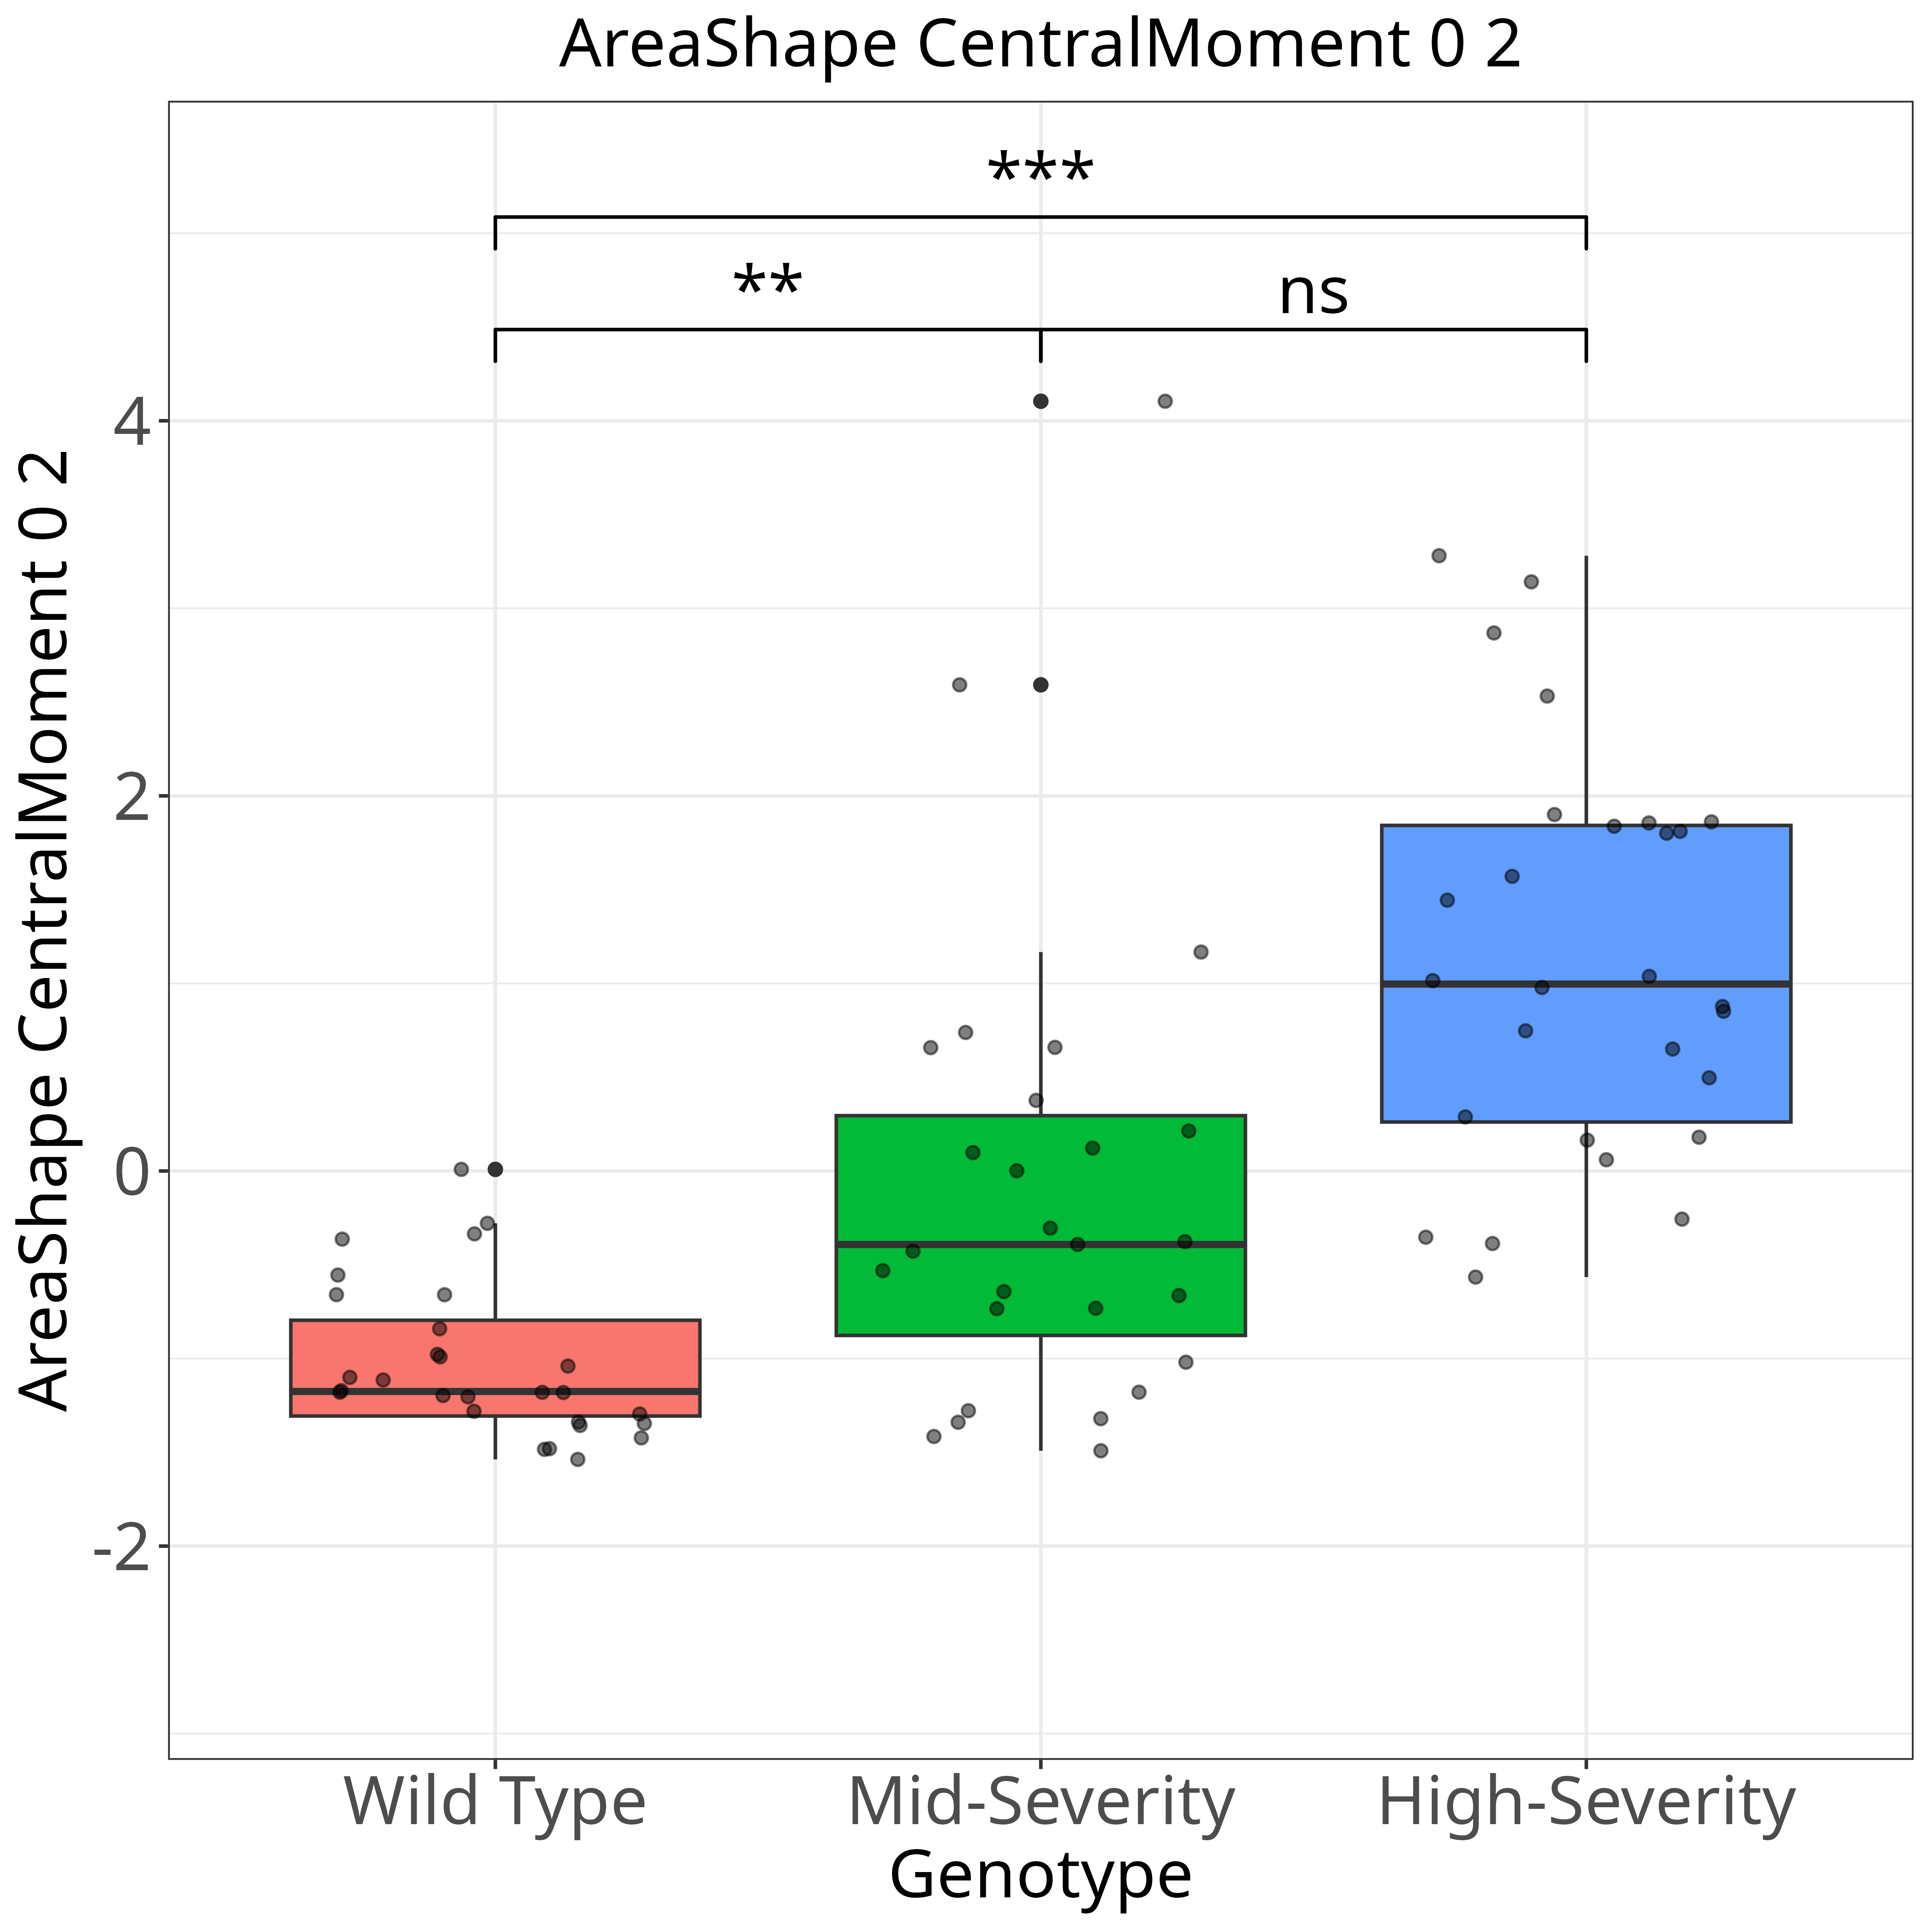 AreaShape CentralMoment 0 2
***
**
ns
AreaShape CentralMoment 0 2
4
2
0
-2
Wild Type
Mid-Severity
High-Severity
Genotype